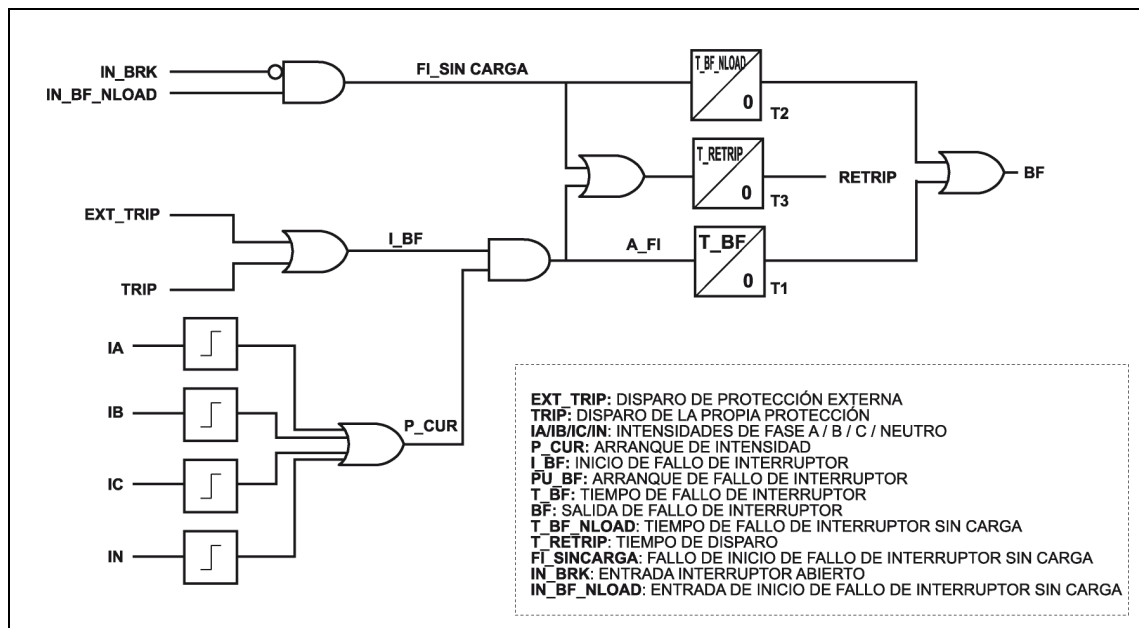 IN_BRK
IN_BF_NLOAD
FI_SIN CARGA
T_BF_NLOAD
0
T2
T_RETRIP
0
T3
RETRIP
BF
EXT_TRIP
I_BF
A_FI
T_BF
0
T1
TRIP
IA
IB
P_CUR
IC
IN
EXT_TRIP: DISPARO DE PROTECCIÓN EXTERNA
TRIP: DISPARO DE LA PROPIA PROTECCIÓN
IA/IB/IC/IN: INTENSIDADES DE FASE A / B / C / NEUTRO
P_CUR: ARRANQUE DE INTENSIDAD
I_BF: INICIO DE FALLO DE INTERRUPTOR
PU_BF: ARRANQUE DE FALLO DE INTERRUPTOR
T_BF: TIEMPO DE FALLO DE INTERRUPTOR
BF: SALIDA DE FALLO DE INTERRUPTOR
T_BF_NLOAD: TIEMPO DE FALLO DE INTERRUPTOR SIN CARGA
T_RETRIP: TIEMPO DE DISPARO
FI_SINCARGA: FALLO DE INICIO DE FALLO DE INTERRUPTOR SIN CARGA
IN_BRK: ENTRADA INTERRUPTOR ABIERTO
IN_BF_NLOAD: ENTRADA DE INICIO DE FALLO DE INTERRUPTOR SIN CARGA